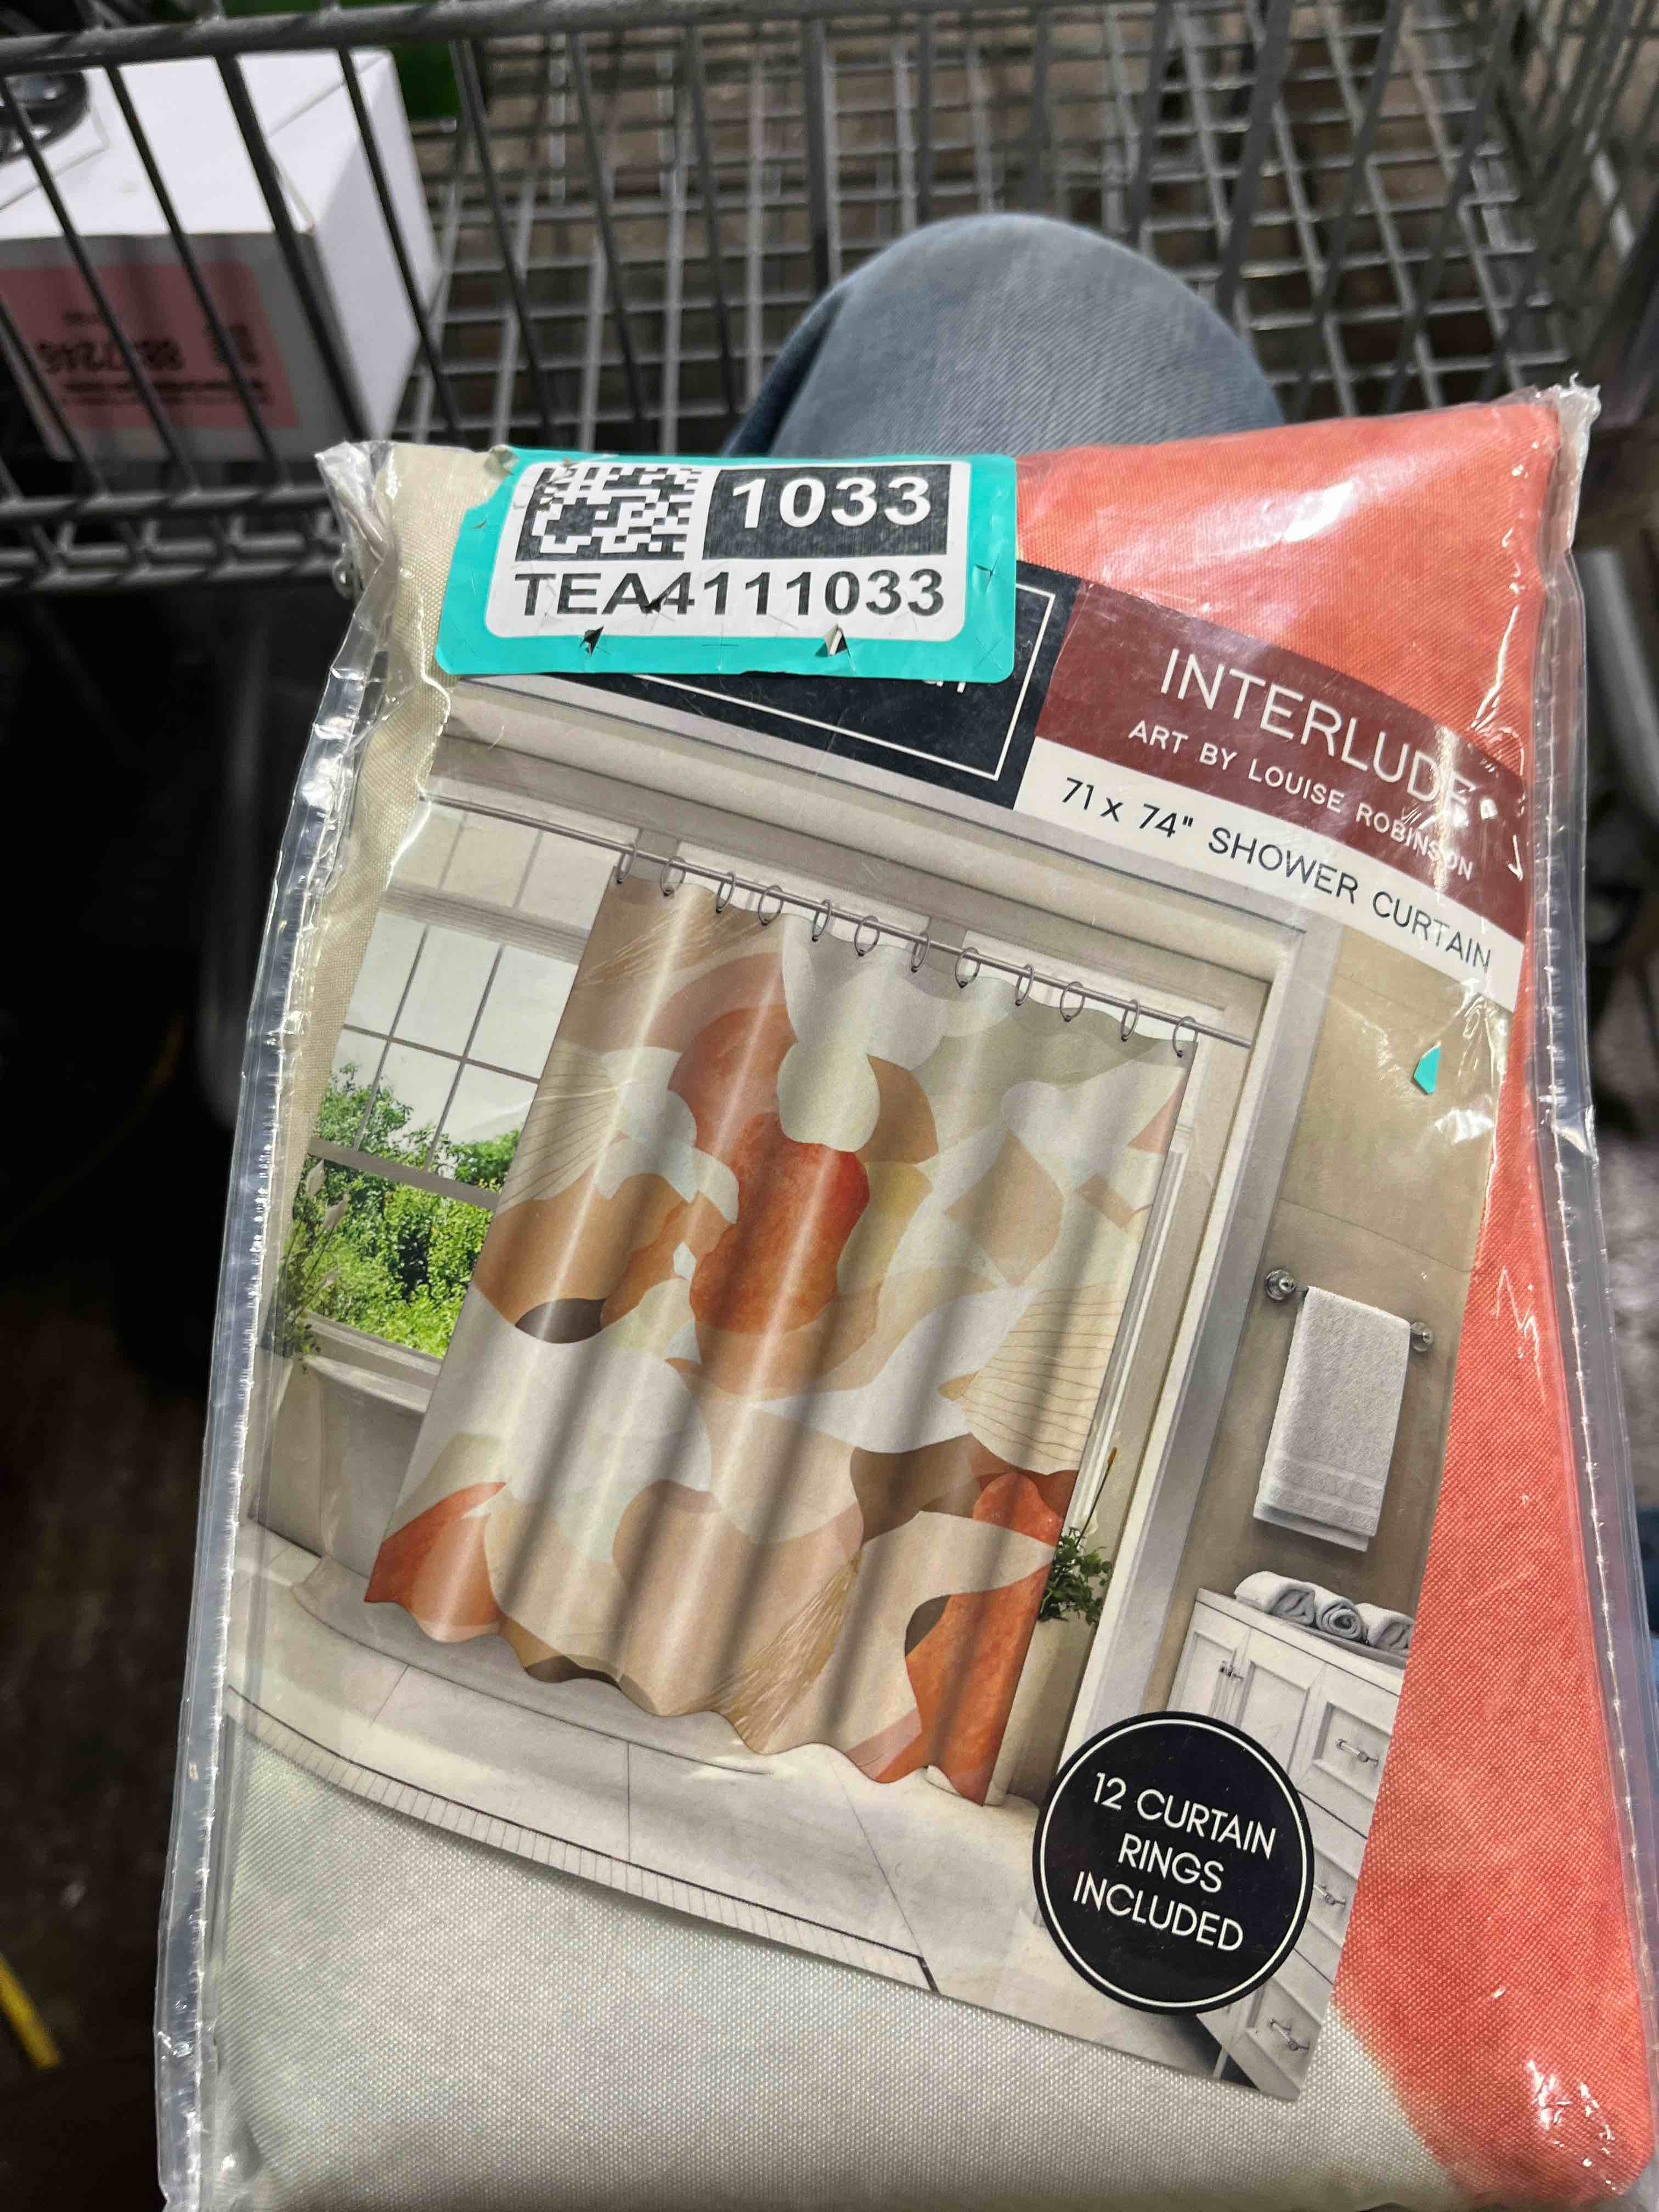 1033
TEA4111033
INTERLUDE
ART BY LOUISE ROBINSON
71 x 74" SHOWER CURTAIN
12 CURTAIN
RINGS
INCLUDED